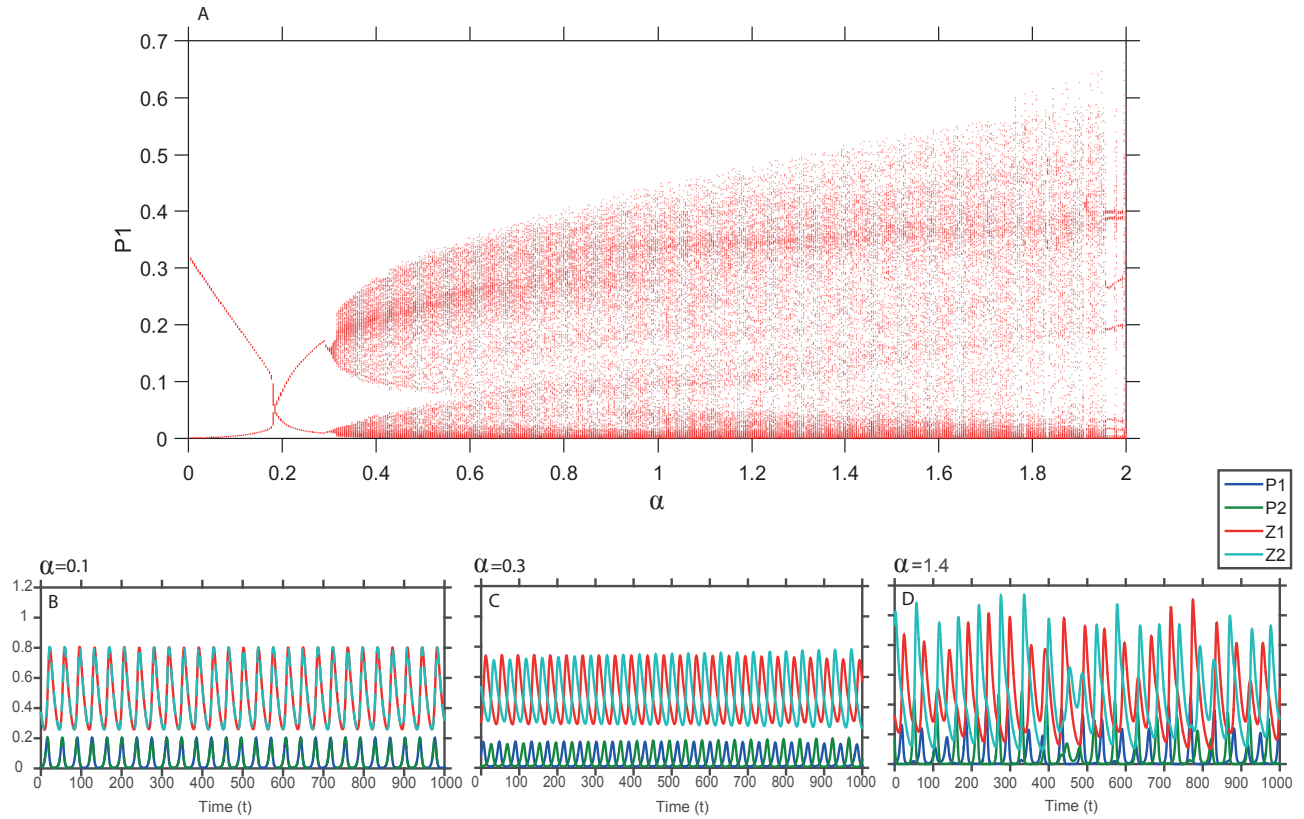 A
0.7
0.6
0.5
0.4
0.3
0.2
0.1
0
P1
0 0.2 0.4 0.6 0.8 1 1.2 1.4 1.6 1.8 2
α
P1
P2
Z1
Z2
α=0.1
B
1.2
1
0.8
0.6
0.4
0.2
0
0 100 200 300 400 500 600 700 800 900 1000
Time (t)
α=0.3
C
0 100 200 300 400 500 600 700 800 900 1000
Time (t)
α=1.4
D
0 100 200 300 400 500 600 700 800 900 1000
Time (t)